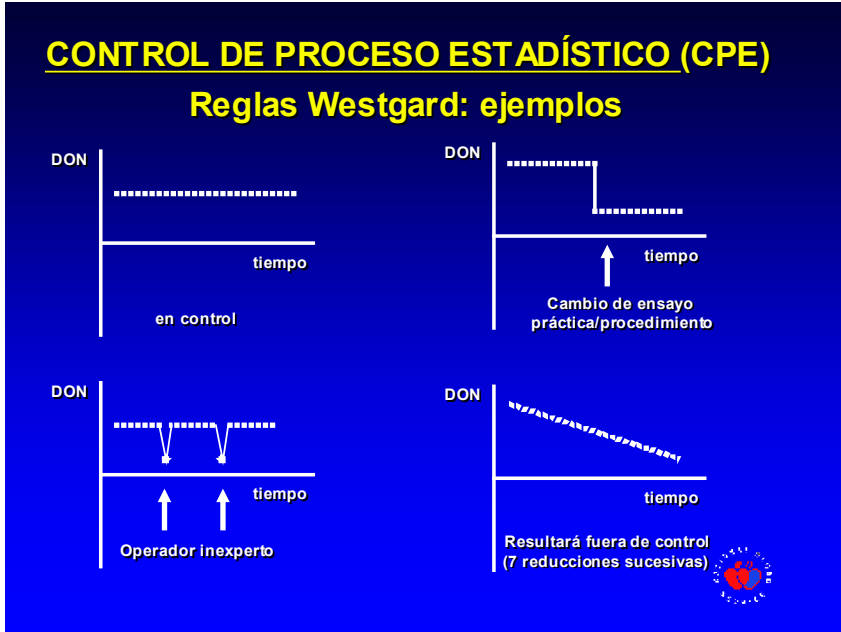 CONTROL DE PROCESO ESTADÍSTICO (CPE)
Reglas Westgard: ejemplos
DON
tiempo
en control
DON
tiempo
Cambio de ensayo
práctica/procedimiento
DON
tiempo
Operador inexperto
DON
tiempo
Resultará fuera de control
(7 reducciones sucesivas)